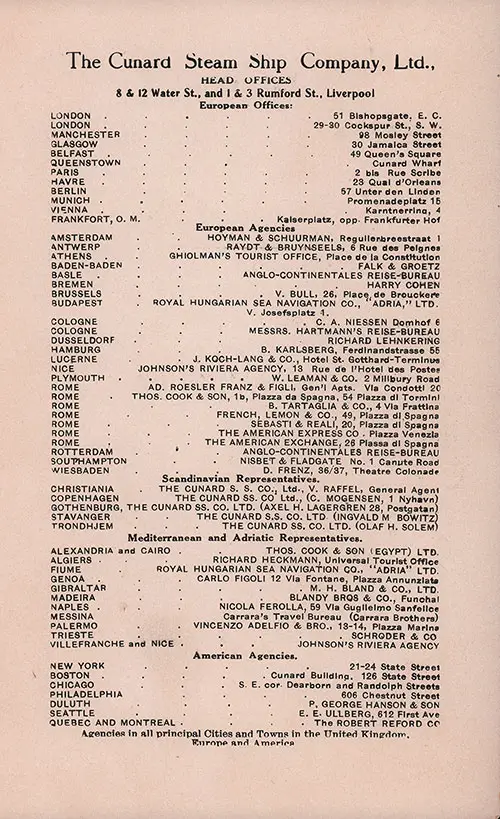 The Cunard Steam Ship Company, Ltd.,
HEAD OFFICES
8 & 12 Water St., and 1 & 3 Rumford St., Liverpool
European Offices:
LONDON . . . . . 51 Bishopsgate, E. C.
LONDON . . . . 29-30 Cockspur St., S. W.
MANCHESTER . . . . 98 Mosley Street
GLASGOW . . . . 30 Jamaica Street
BELFAST . . . . 49 Queen's Square
QUEENSTOWN . . . . Cunard Wharf
PARIS . . . . 2 bis Rue Scribe
HAVRE . . . . 23 Quai d'Orleans
BERLIN . . . . 57 Unter den Linden
MUNICH . . . . Promenadeplatz 15
VIENNA . . . . Karntnerring, 4
FRANKFORT, O. M. . . . Kaiserplatz, opp. Frankfurter Hof
European Agencies
AMSTERDAM . . HOYMAN & SCHUURMAN, Regulierbreestraat 1
ANTWERP . . RAYDT & BRUYNSEELS, 6 Rue des Peignes
ATHENS . . GHIOLMAN'S TOURIST OFFICE, Place de la Constitution
BADEN-BADEN . . . FALK & GROETZ
BASLE . . . ANGLO-CONTINENTALES REISE-BUREAU
BREMEN . . . . HARRY COHEN
BRUSSELS . . . V. BULL, 26, Place, de Brouckere
BUDAPEST ROYAL HUNGARIAN SEA NAVIGATION CO., "ADRIA," LTD.
V. Josefsplatz 4.
COLOGNE . . . C. A. NIESSEN Domhof 6
COLOGNE . . . MESSRS. HARTMANN'S REISE-BUREAU
DUSSELDORF . . . . RICHARD LEHNKERING
HAMBURG . . . B. KARLSBERG, Ferdinandstrasse 55
LUCERNE . . J. KOCH-LANG & CO., Hotel St. Gotthard-Terminus
NICE JOHNSON'S RIVIERA AGENCY, 13 Rue de l'Hotel des Postes
PLYMOUTH . . . . W. LEAMAN & CO. 2 Millbury Road
ROME AD. ROESLER FRANZ & FIGLI, Gen'l Agts. Via Condotti 20
ROME THOS. COOK & SON, 1b, Piazza da Spagna, 54 Piazza di Tormini
ROME . . . B. TARTAGLIA & CO., 4 Via Frattina
ROME . . FRENCH, LEMON & CO., 49, Piazza di Spagna
ROME . . . SEBASTI & REALI, 20, Piazza di Spagna
ROME . . THE AMERICAN EXPRESS CO - Piazza Venezia
ROME . . THE AMERICAN EXCHANGE, 26 Piassa di Spagna
ROTTERDAM . . . ANGLO-CONTINENTALES REISE-BUREAU
SOUTHAMPTON . . NISBET & FLADGATE No. 1 Canute Road
WIESBADEN . . . D. FRENZ, 36/37, Theatre Colonade
Scandinavian Representatives.
CHRISTIANIA . THE CUNARD S. S. CO., Ltd., V. RAFFEL, General Agent
COPENHAGEN THE CUNARD SS. CO Ltd., (C. MOGENSEN, 1 Nyhavn)
GOTHENBURG, THE CUNARD SS. CO. LTD. (AXEL H. LAGERGREN 28, Postgatan)
STAVANGER . . THE CUNARD S.S. CO. LTD (INGVALD M BOWITZ)
TRONDHJEM . . . THE CUNARD SS. CO. LTD. (OLAF H. SOLEM)
Mediterranean and Adriatic Representatives.
ALEXANDRIA and CAIRO . . . THOS. COOK & SON (EGYPT) LTD.
ALGIERS . . . RICHARD HECKMANN, Universal Tourist Office
FIUME . ROYAL HUNGARIAN SEA NAVIGATION CO., "ADRIA" LTD.
GENOA . . . CARLO FIGOLI 12 Via Fontane, Piazza Annunziata
GIBRALTAR . . . . M. H. BLAND & CO., LTD.
MADEIRA . . . . BLANDY BROS & CO., Funchal
NAPLES . . . NICOLA FEROLLA, 59 Via Guglielmo Sanfelice
MESSINA . . . Carrara's Travel Bureau (Carrara Brothers)
PALERMO . . VINCENZO ADELFIO & BRO., 13-14, Piazza Marina
TRIESTE . . . . SCHRODER & CO
VILLEFRANCHE and NICE . . . JOHNSON'S RIVIERA AGENCY
American Agencies.
NEW YORK . . . . 21-24 State Street
BOSTON . . . . Cunard Building, 126 State Street
CHICAGO . . . S. E. cor. Dearborn and Randolph Streets
PHILADELPHIA . . . . 606 Chestnut Street
DULUTH . . . . P. GEORGE HANSON & SON
SEATTLE . . . . E. E. ULLBERG, 612 First Ave
QUEBEC AND MONTREAL . . . The ROBERT REFORD CO
Agencies in all principal Cities and Towns in the United Kingdom,
Europe and America